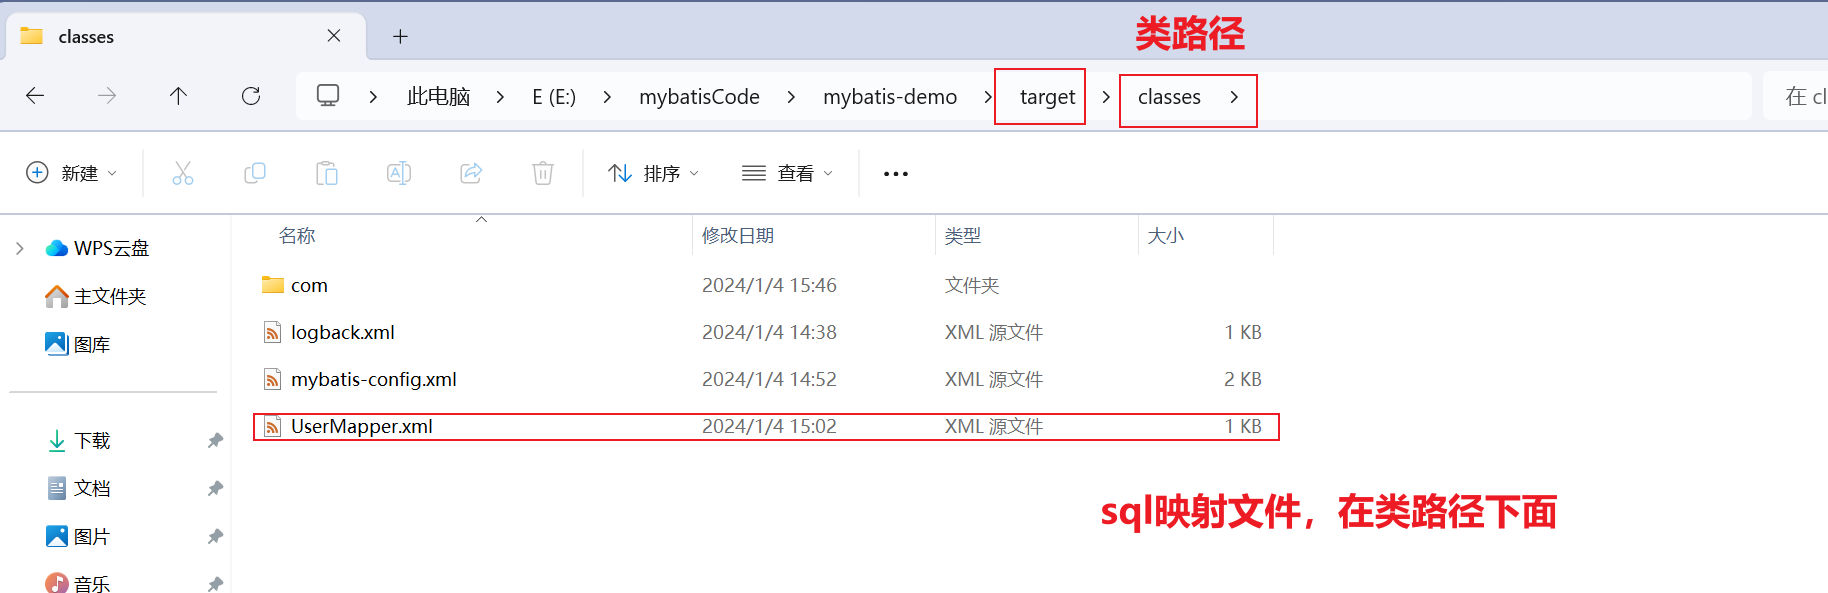 类路径
classes
此电脑 E (E:) mybatisCode mybatis-demo target classes
在 cl
新建 排序 查看
名称 修改日期 类型 大小
WPS云盘
主文件夹
图库
下载
文档
图片
音乐
com 2024/1/4 15:46 文件夹
logback.xml 2024/1/4 14:38 XML 源文件 1 KB
mybatis-config.xml 2024/1/4 14:52 XML 源文件 2 KB
UserMapper.xml 2024/1/4 15:02 XML 源文件 1 KB
sql映射文件，在类路径下面